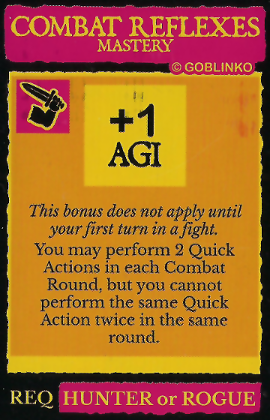 COMBAT REFLEXES
MASTERY
© GOBLINKO
+1
AGI
This bonus does not apply until
your first turn in a fight.
You may perform 2 Quick
Actions in each Combat
Round, but you cannot
perform the same Quick
Action twice in the same
round.
REQ HUNTER or ROGUE